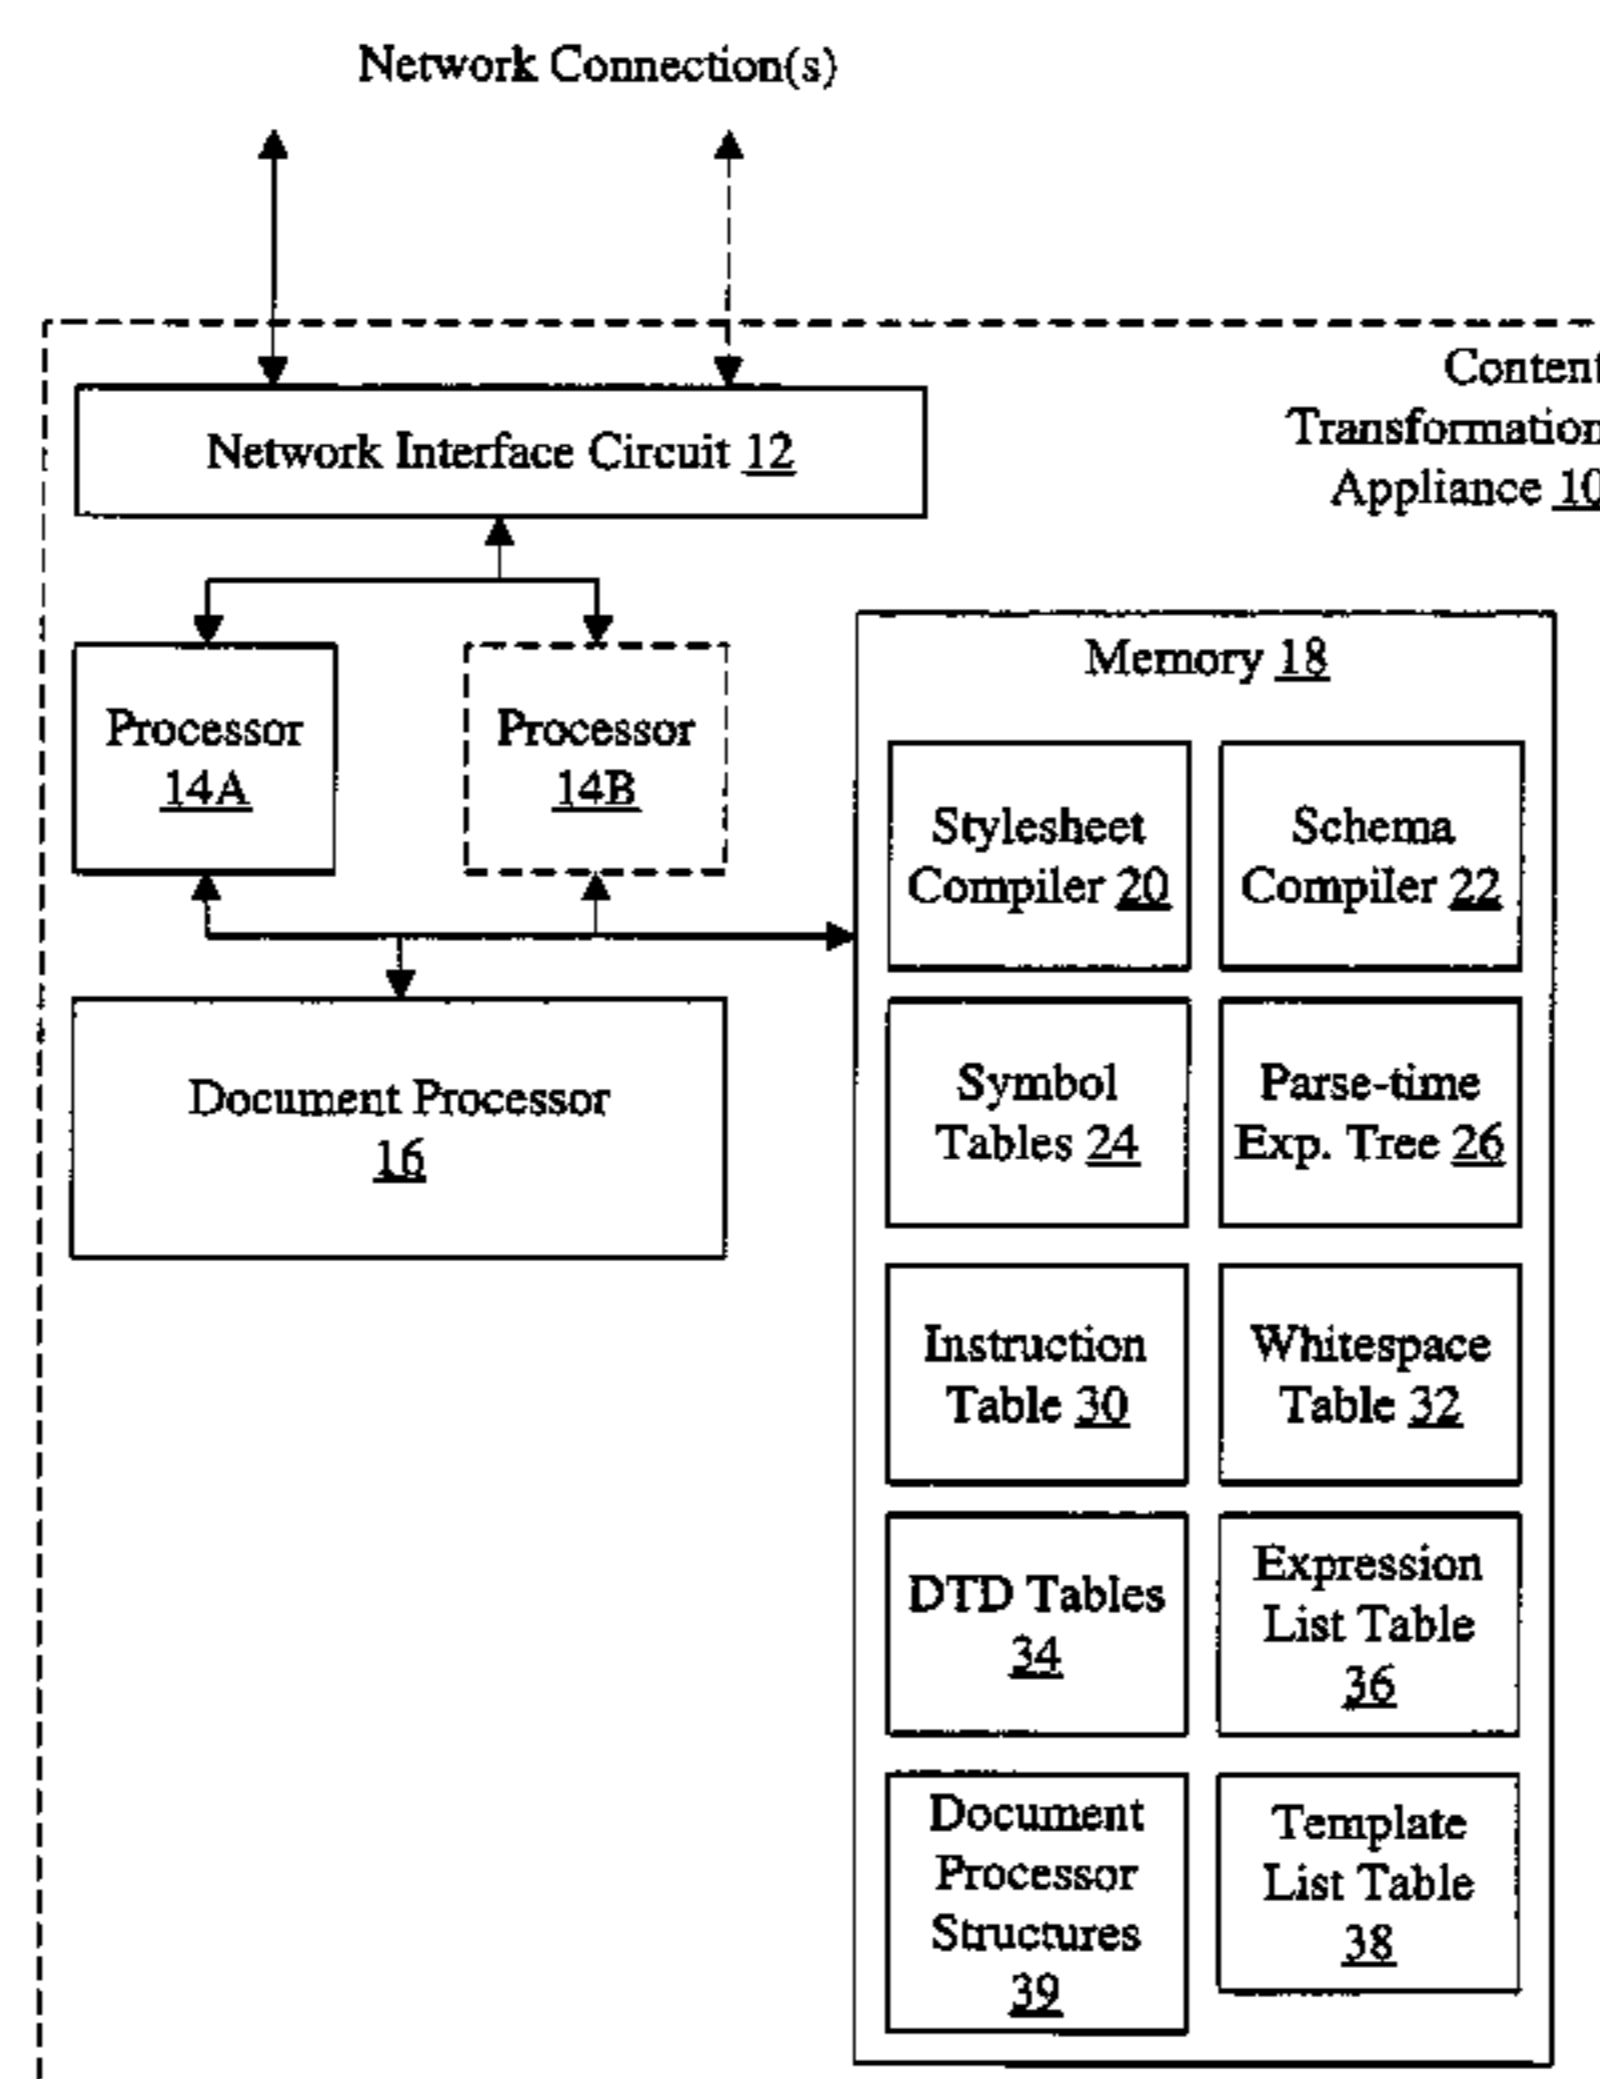 Network Connection(s)
Content
Transformation
Appliance 10
Network Interface Circuit 12
Processor
14A
Processor
14B
Document Processor
16
Memory 18
Stylesheet
Compiler 20
Schema
Compiler 22
Symbol
Tables 24
Parse-time
Exp. Tree 26
Instruction
Table 30
Whitespace
Table 32
DTD Tables
34
Expression
List Table
36
Document
Processor
Structures
39
Template
List Table
38